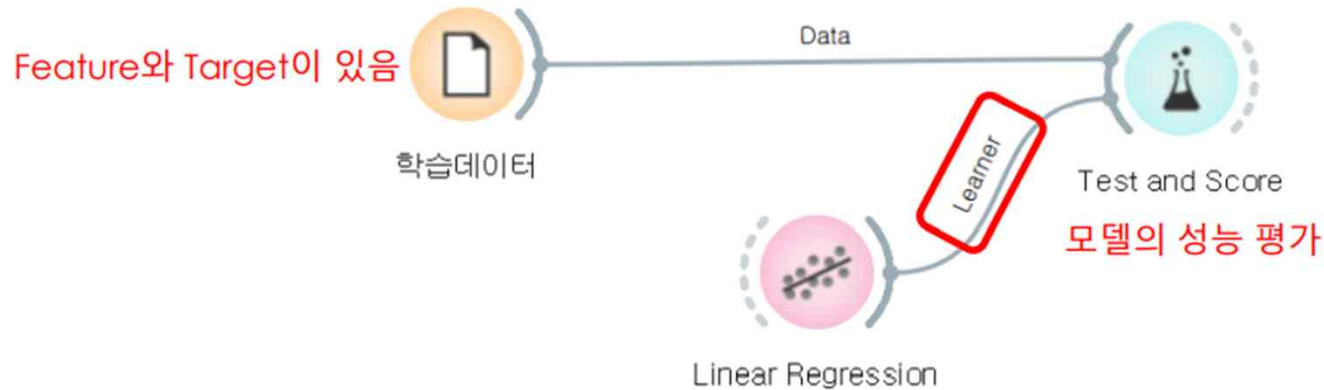 Feature와 Target이 있음
Data
학습데이터
Learner
Test and Score
모델의 성능 평가
Linear Regression